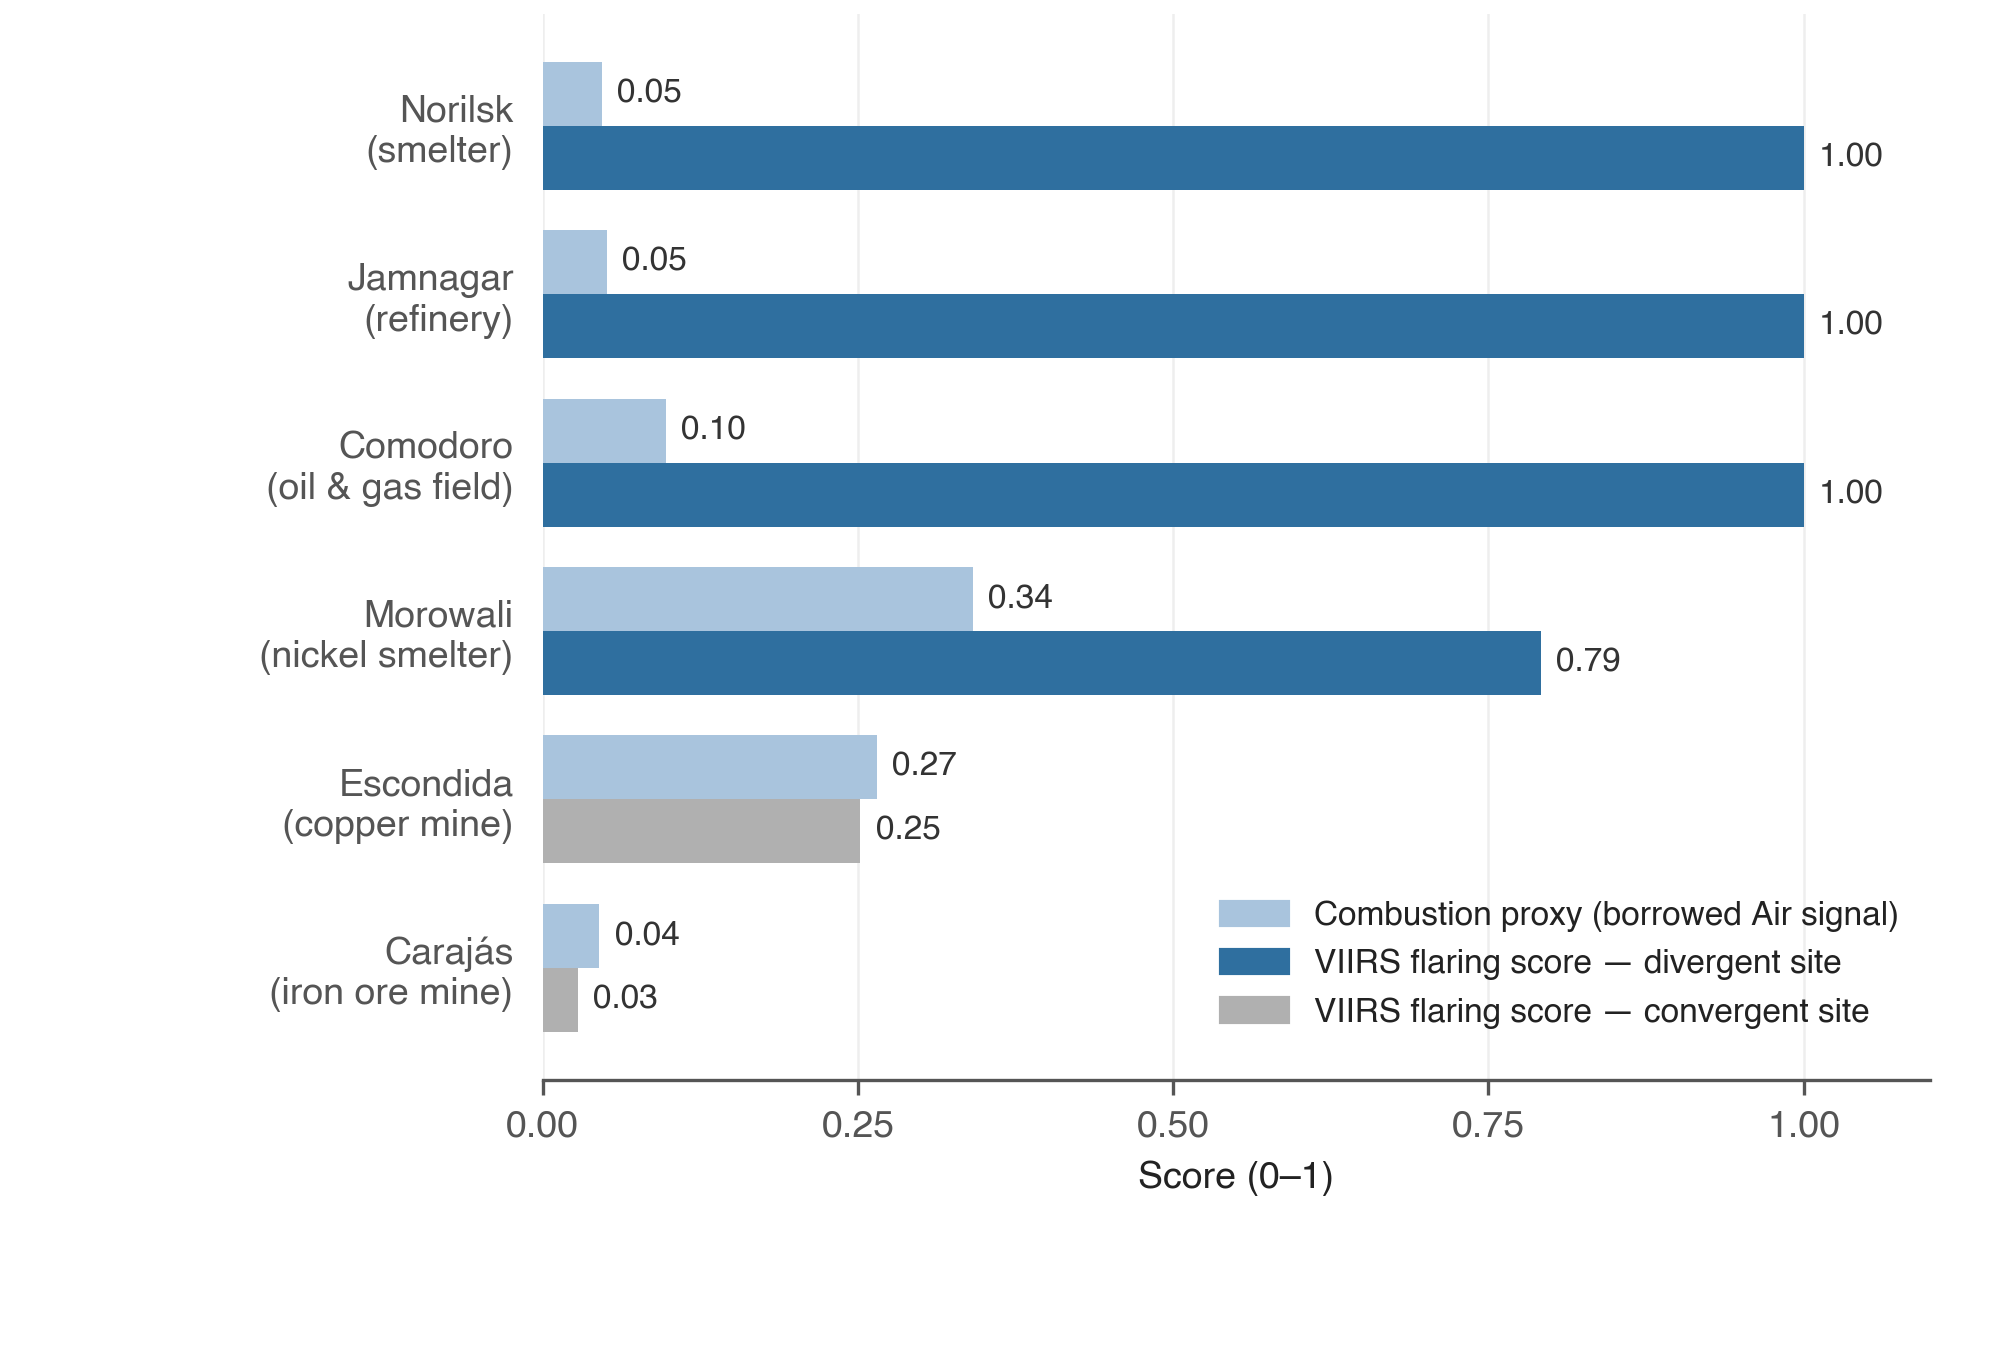 Norilsk
(smelter)
0.05
1.00
Jamnagar
(refinery)
0.05
1.00
Comodoro
(oil & gas field)
0.10
1.00
Morowali
(nickel smelter)
0.34
0.79
Escondida
(copper mine)
0.27
0.25
Carajás
(iron ore mine)
0.04
0.03
Combustion proxy (borrowed Air signal)
VIIRS flaring score — divergent site
VIIRS flaring score — convergent site
0.00 0.25 0.50 0.75 1.00
Score (0–1)